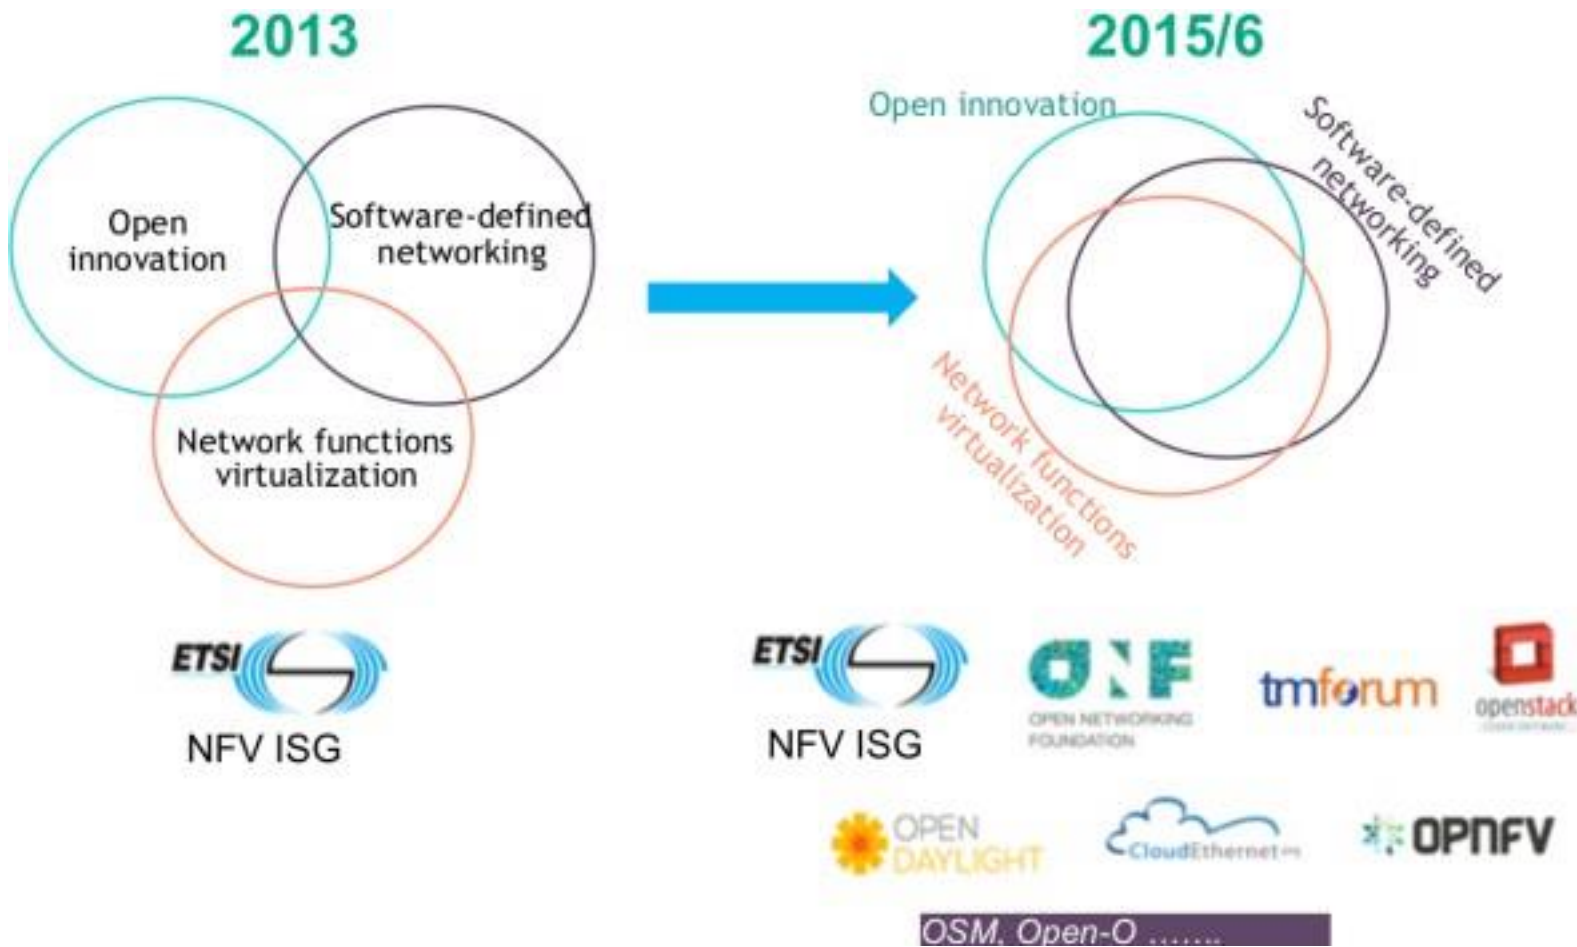 2013
Open
innovation
Software-defined
networking
Network functions
virtualization
ETSI
NFV ISG
2015/6
Open innovation
Software-defined
networking
Network functions
virtualization
ETSI
NFV ISG
ONF
OPEN NETWORKING
FOUNDATION
tmforum
openstack
OPEN
DAYLIGHT
CloudEthernet
OPNFV
OSM, Open-O .......